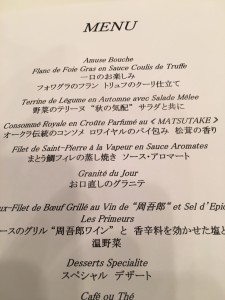 MENU
Amuse Bouche
Flanc de Foie Gras en Sauce Coulis de Truffe
一口のお楽しみ
フォワグラのフラン トリュフのクーリ仕立て
Terrine de Légume en Automne avec Salade Mêlee
野菜のテリーヌ "秋の気配" サラダと共に
Consommé Royale en Croûte Parfumé au «MATSUTAKE»
オークラ伝統のコンソメ ロワイヤルのパイ包み 松茸の香り
Filet de Saint-Pierre à la Vapeur en Sauce Aromates
まとう鯛フィレの蒸し焼き ソース・アロマート
Granité du Jour
お口直しのグラニテ
ux-Filet de Bœuf Grillé au Vin de "周五郎" et Sel d'Epic
Les Primeurs
ースのグリル "周五郎ワイン" と 香辛料を効かせた塩と
温野菜
Desserts Specialite
スペシャル デザート
Café ou Thé